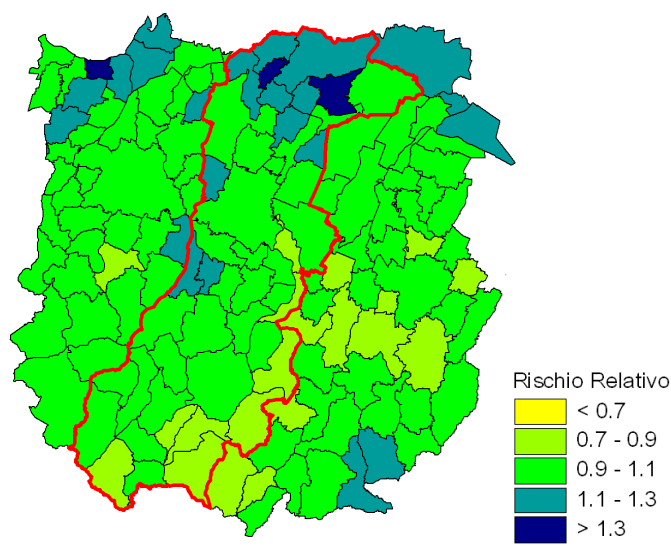 Rischio Relativo
< 0.7
0.7 - 0.9
0.9 - 1.1
1.1 - 1.3
> 1.3